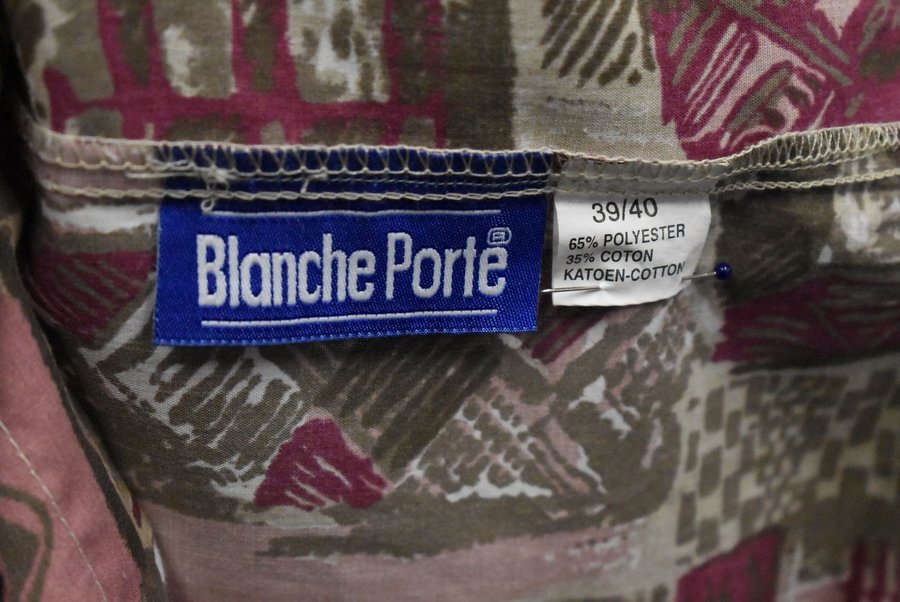 Blanche Porte ®
39/40
65% POLYESTER
35% COTON
KATOEN-COTTON